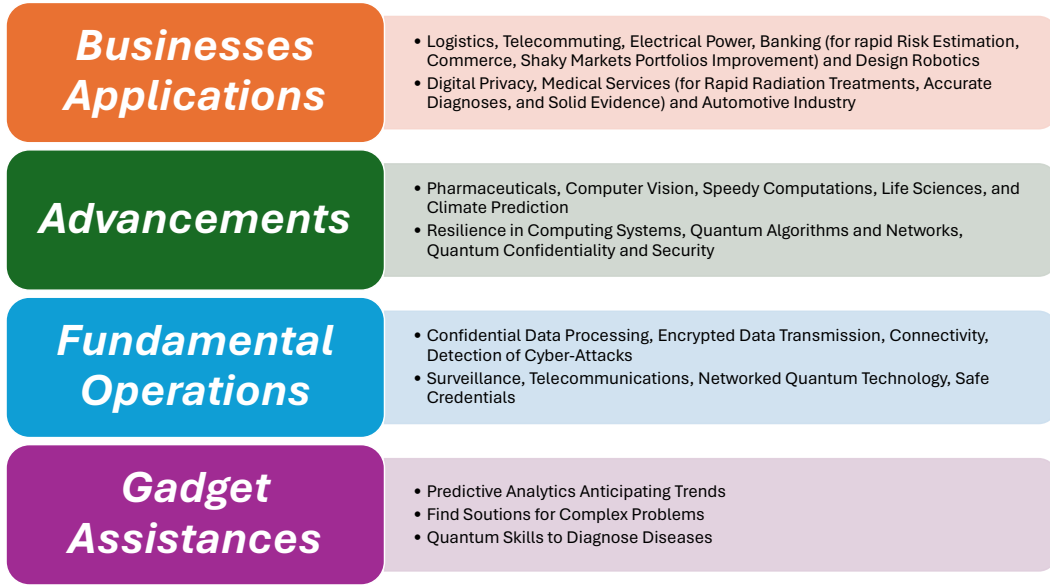 Businesses
Applications
• Logistics, Telecommuting, Electrical Power, Banking (for rapid Risk Estimation,
Commerce, Shaky Markets Portfolios Improvement) and Design Robotics
• Digital Privacy, Medical Services (for Rapid Radiation Treatments, Accurate
Diagnoses, and Solid Evidence) and Automotive Industry
Advancements
• Pharmaceuticals, Computer Vision, Speedy Computations, Life Sciences, and
Climate Prediction
• Resilience in Computing Systems, Quantum Algorithms and Networks,
Quantum Confidentiality and Security
Fundamental
Operations
• Confidential Data Processing, Encrypted Data Transmission, Connectivity,
Detection of Cyber-Attacks
• Surveillance, Telecommunications, Networked Quantum Technology, Safe
Credentials
Gadget
Assistances
• Predictive Analytics Anticipating Trends
• Find Soutions for Complex Problems
• Quantum Skills to Diagnose Diseases